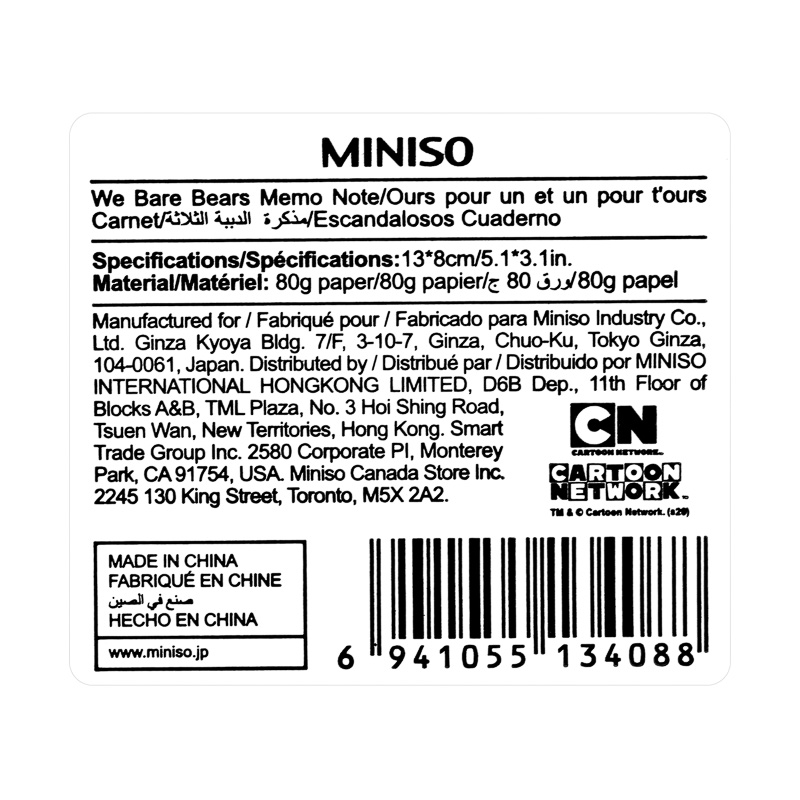 MINISO
We Bare Bears Memo Note/Ours pour un et un pour t'ours
Carnet/مذكرة الدببة الثلاثة/Escandalosos Cuaderno
Specifications/Spécifications:13*8cm/5.1*3.1in.
Material/Matériel: 80g paper/80g papier/ورق 80 ج/80g papel
Manufactured for / Fabriqué pour / Fabricado para Miniso Industry Co.,
Ltd. Ginza Kyoya Bldg. 7/F, 3-10-7, Ginza, Chuo-Ku, Tokyo Ginza,
104-0061, Japan. Distributed by / Distribué par / Distribuido por MINISO
INTERNATIONAL HONGKONG LIMITED, D6B Dep., 11th Floor of
Blocks A&B, TML Plaza, No. 3 Hoi Shing Road,
Tsuen Wan, New Territories, Hong Kong. Smart
Trade Group Inc. 2580 Corporate Pl, Monterey
Park, CA 91754, USA. Miniso Canada Store Inc.
2245 130 King Street, Toronto, M5X 2A2.
CN
CARTOON NETWORK™
CARTOON
NETWORK™
TM & © Cartoon Network. (s20)
MADE IN CHINA
FABRIQUÉ EN CHINE
صنع في الصين
HECHO EN CHINA
www.miniso.jp
6 941055 134088